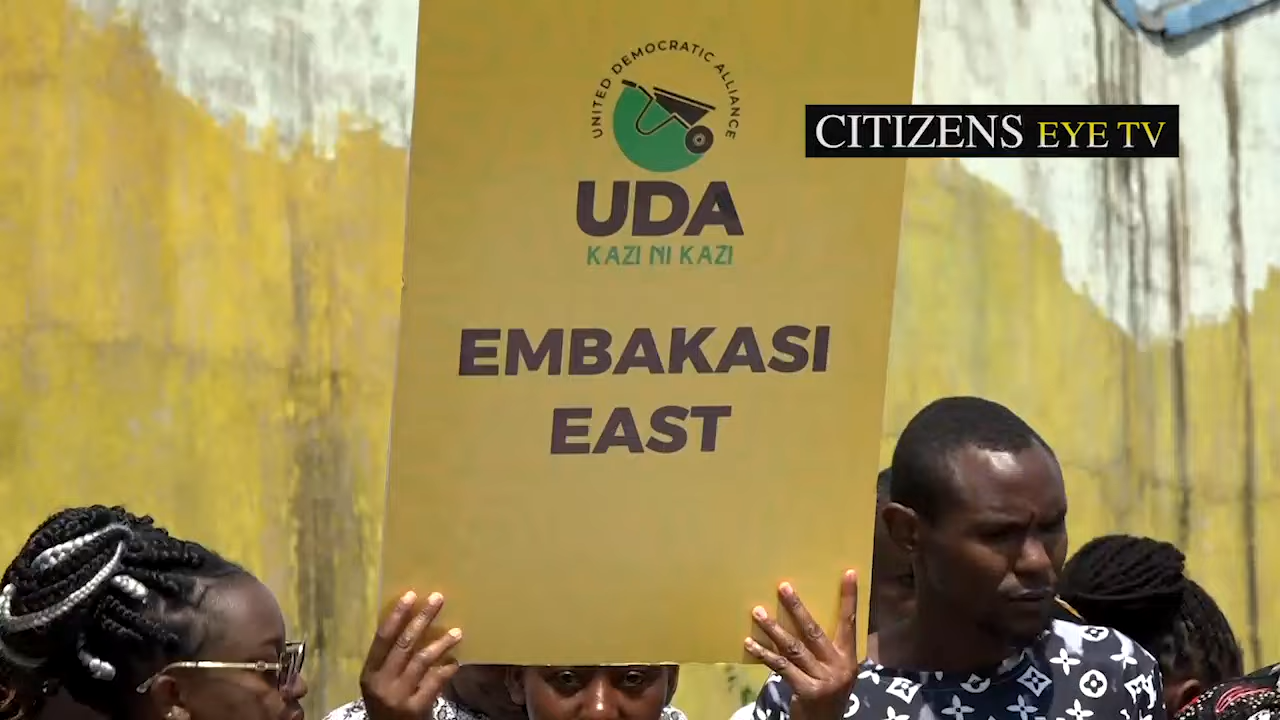 UNITED DEMOCRATIC ALLIANCE
UDA
KAZI NI KAZI
EMBAKASI
EAST
CITIZENS EYE TV